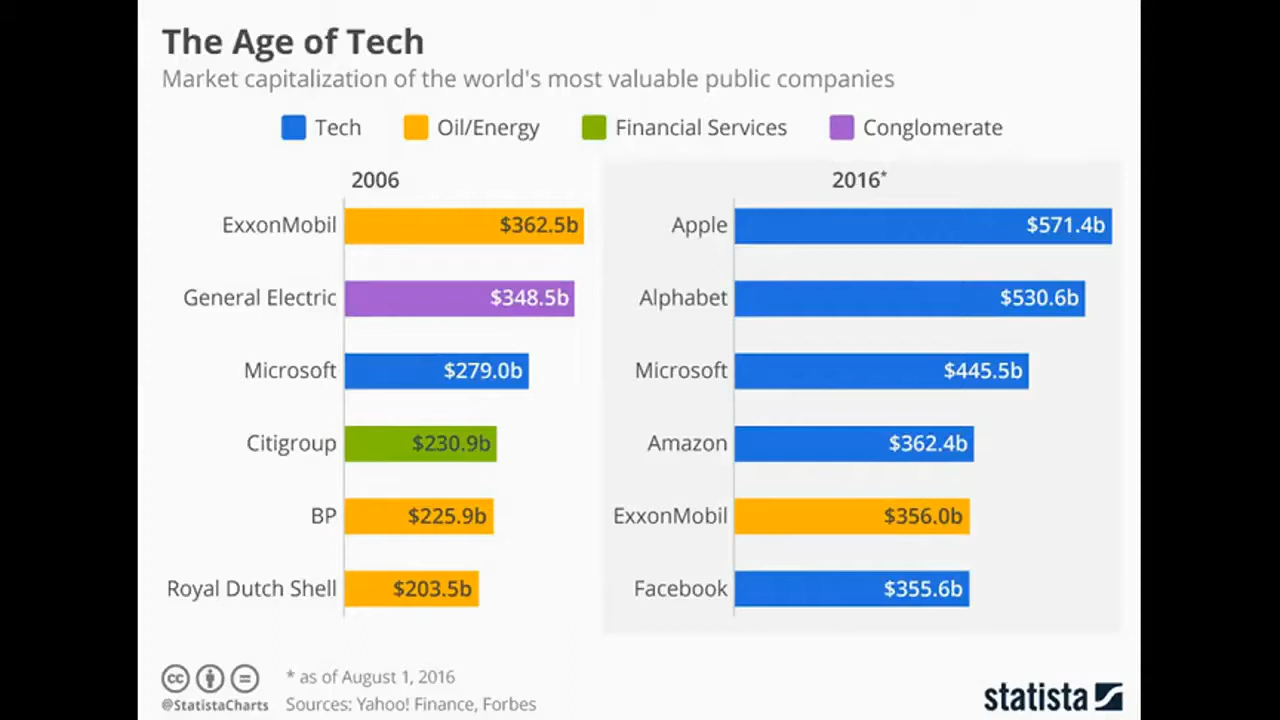 The Age of Tech
Market capitalization of the world's most valuable public companies
Tech Oil/Energy Financial Services Conglomerate
2006
ExxonMobil $362.5b
General Electric $348.5b
Microsoft $279.0b
Citigroup $230.9b
BP $225.9b
Royal Dutch Shell $203.5b
2016*
Apple $571.4b
Alphabet $530.6b
Microsoft $445.5b
Amazon $362.4b
ExxonMobil $356.0b
Facebook $355.6b
cc
@StatistaCharts
* as of August 1, 2016
Sources: Yahoo! Finance, Forbes
statista